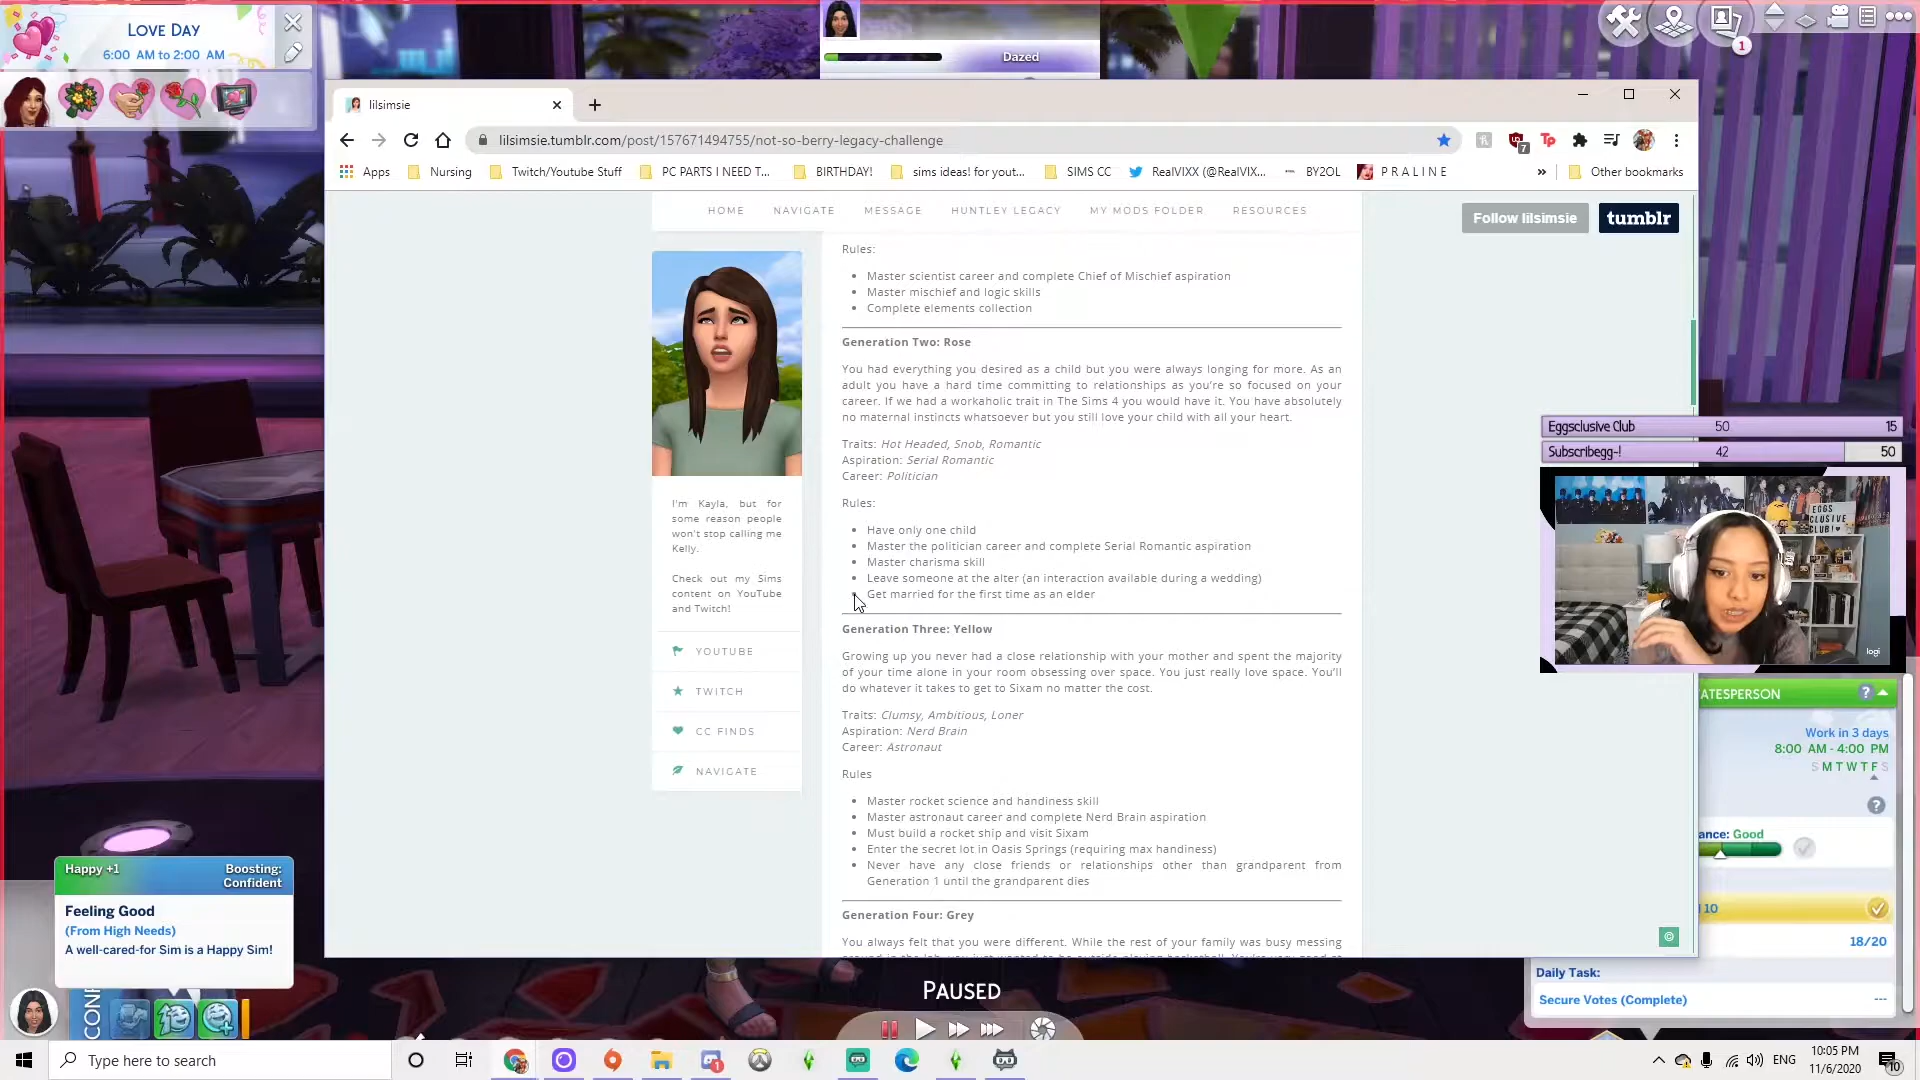 LOVE DAY
6:00 AM to 2:00 AM
Dazed
1
lilsimsie
lilsimsie.tumblr.com/post/157671494755/not-so-berry-legacy-challenge
7
Tp
Apps
Nursing
Twitch/Youtube Stuff
PC PARTS I NEED T...
BIRTHDAY!
sims ideas! for yout...
SIMS CC
RealVIXX (@RealVIX...
BY2OL
P R A L I N E
»
Other bookmarks
HOME
NAVIGATE
MESSAGE
HUNTLEY LEGACY
MY MODS FOLDER
RESOURCES
Follow lilsimsie
tumblr
Rules:
Master scientist career and complete Chief of Mischief aspiration
Master mischief and logic skills
Complete elements collection
Generation Two: Rose
You had everything you desired as a child but you were always longing for more. As an
adult you have a hard time committing to relationships as you're so focused on your
career. If we had a workaholic trait in The Sims 4 you would have it. You have absolutely
no maternal instincts whatsoever but you still love your child with all your heart.
Traits: Hot Headed, Snob, Romantic
Aspiration: Serial Romantic
Career: Politician
Rules:
Have only one child
Master the politician career and complete Serial Romantic aspiration
Master charisma skill
Leave someone at the alter (an interaction available during a wedding)
Get married for the first time as an elder
Generation Three: Yellow
Growing up you never had a close relationship with your mother and spent the majority
of your time alone in your room obsessing over space. You just really love space. You'll
do whatever it takes to get to Sixam no matter the cost.
Traits: Clumsy, Ambitious, Loner
Aspiration: Nerd Brain
Career: Astronaut
Rules
Master rocket science and handiness skill
Master astronaut career and complete Nerd Brain aspiration
Must build a rocket ship and visit Sixam
Enter the secret lot in Oasis Springs (requiring max handiness)
Never have any close friends or relationships other than grandparent from
Generation 1 until the grandparent dies
Generation Four: Grey
You always felt that you were different. While the rest of your family was busy messing
I'm Kayla, but for
some reason people
won't stop calling me
Kelly.
Check out my Sims
content on YouTube
and Twitch!
YOUTUBE
TWITCH
CC FINDS
NAVIGATE
Eggsclusive Club 50 15
Subscribegg~! 42 50
EGGS
CLUSIVE
CLUB!
logi
ATESPERSON
?
Work in 3 days
8:00 AM - 4:00 PM
S M T W T F S
?
ance: Good
10
18/20
Daily Task:
Secure Votes (Complete)
---
Happy +1
Boosting:
Confident
Feeling Good
(From High Needs)
A well-cared-for Sim is a Happy Sim!
CONF
PAUSED
Type here to search
1
ENG
10:05 PM
11/6/2020
10